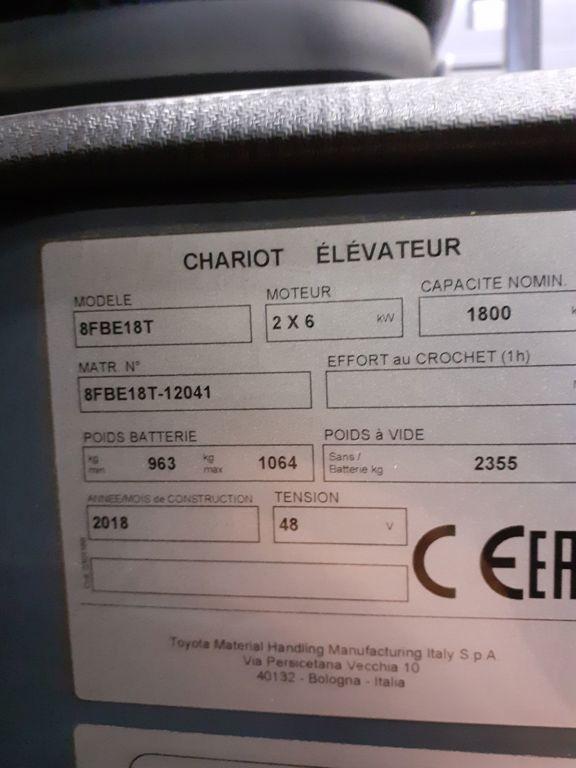 CHARIOT ÉLÉVATEUR
MODELE MOTEUR CAPACITE NOMIN.
8FBE18T 2 X 6 kW 1800
MATR. N° EFFORT au CROCHET (1h)
8FBE18T-12041
POIDS BATTERIE POIDS à VIDE
kg min 963 kg max 1064 Sans / Batterie kg 2355
ANNEE/MOIS de CONSTRUCTION TENSION
2018 48 V
CE EAC
Toyota Material Handling Manufacturing Italy S.p.A
Via Persicetana Vecchia 10
40132 - Bologna - Italia